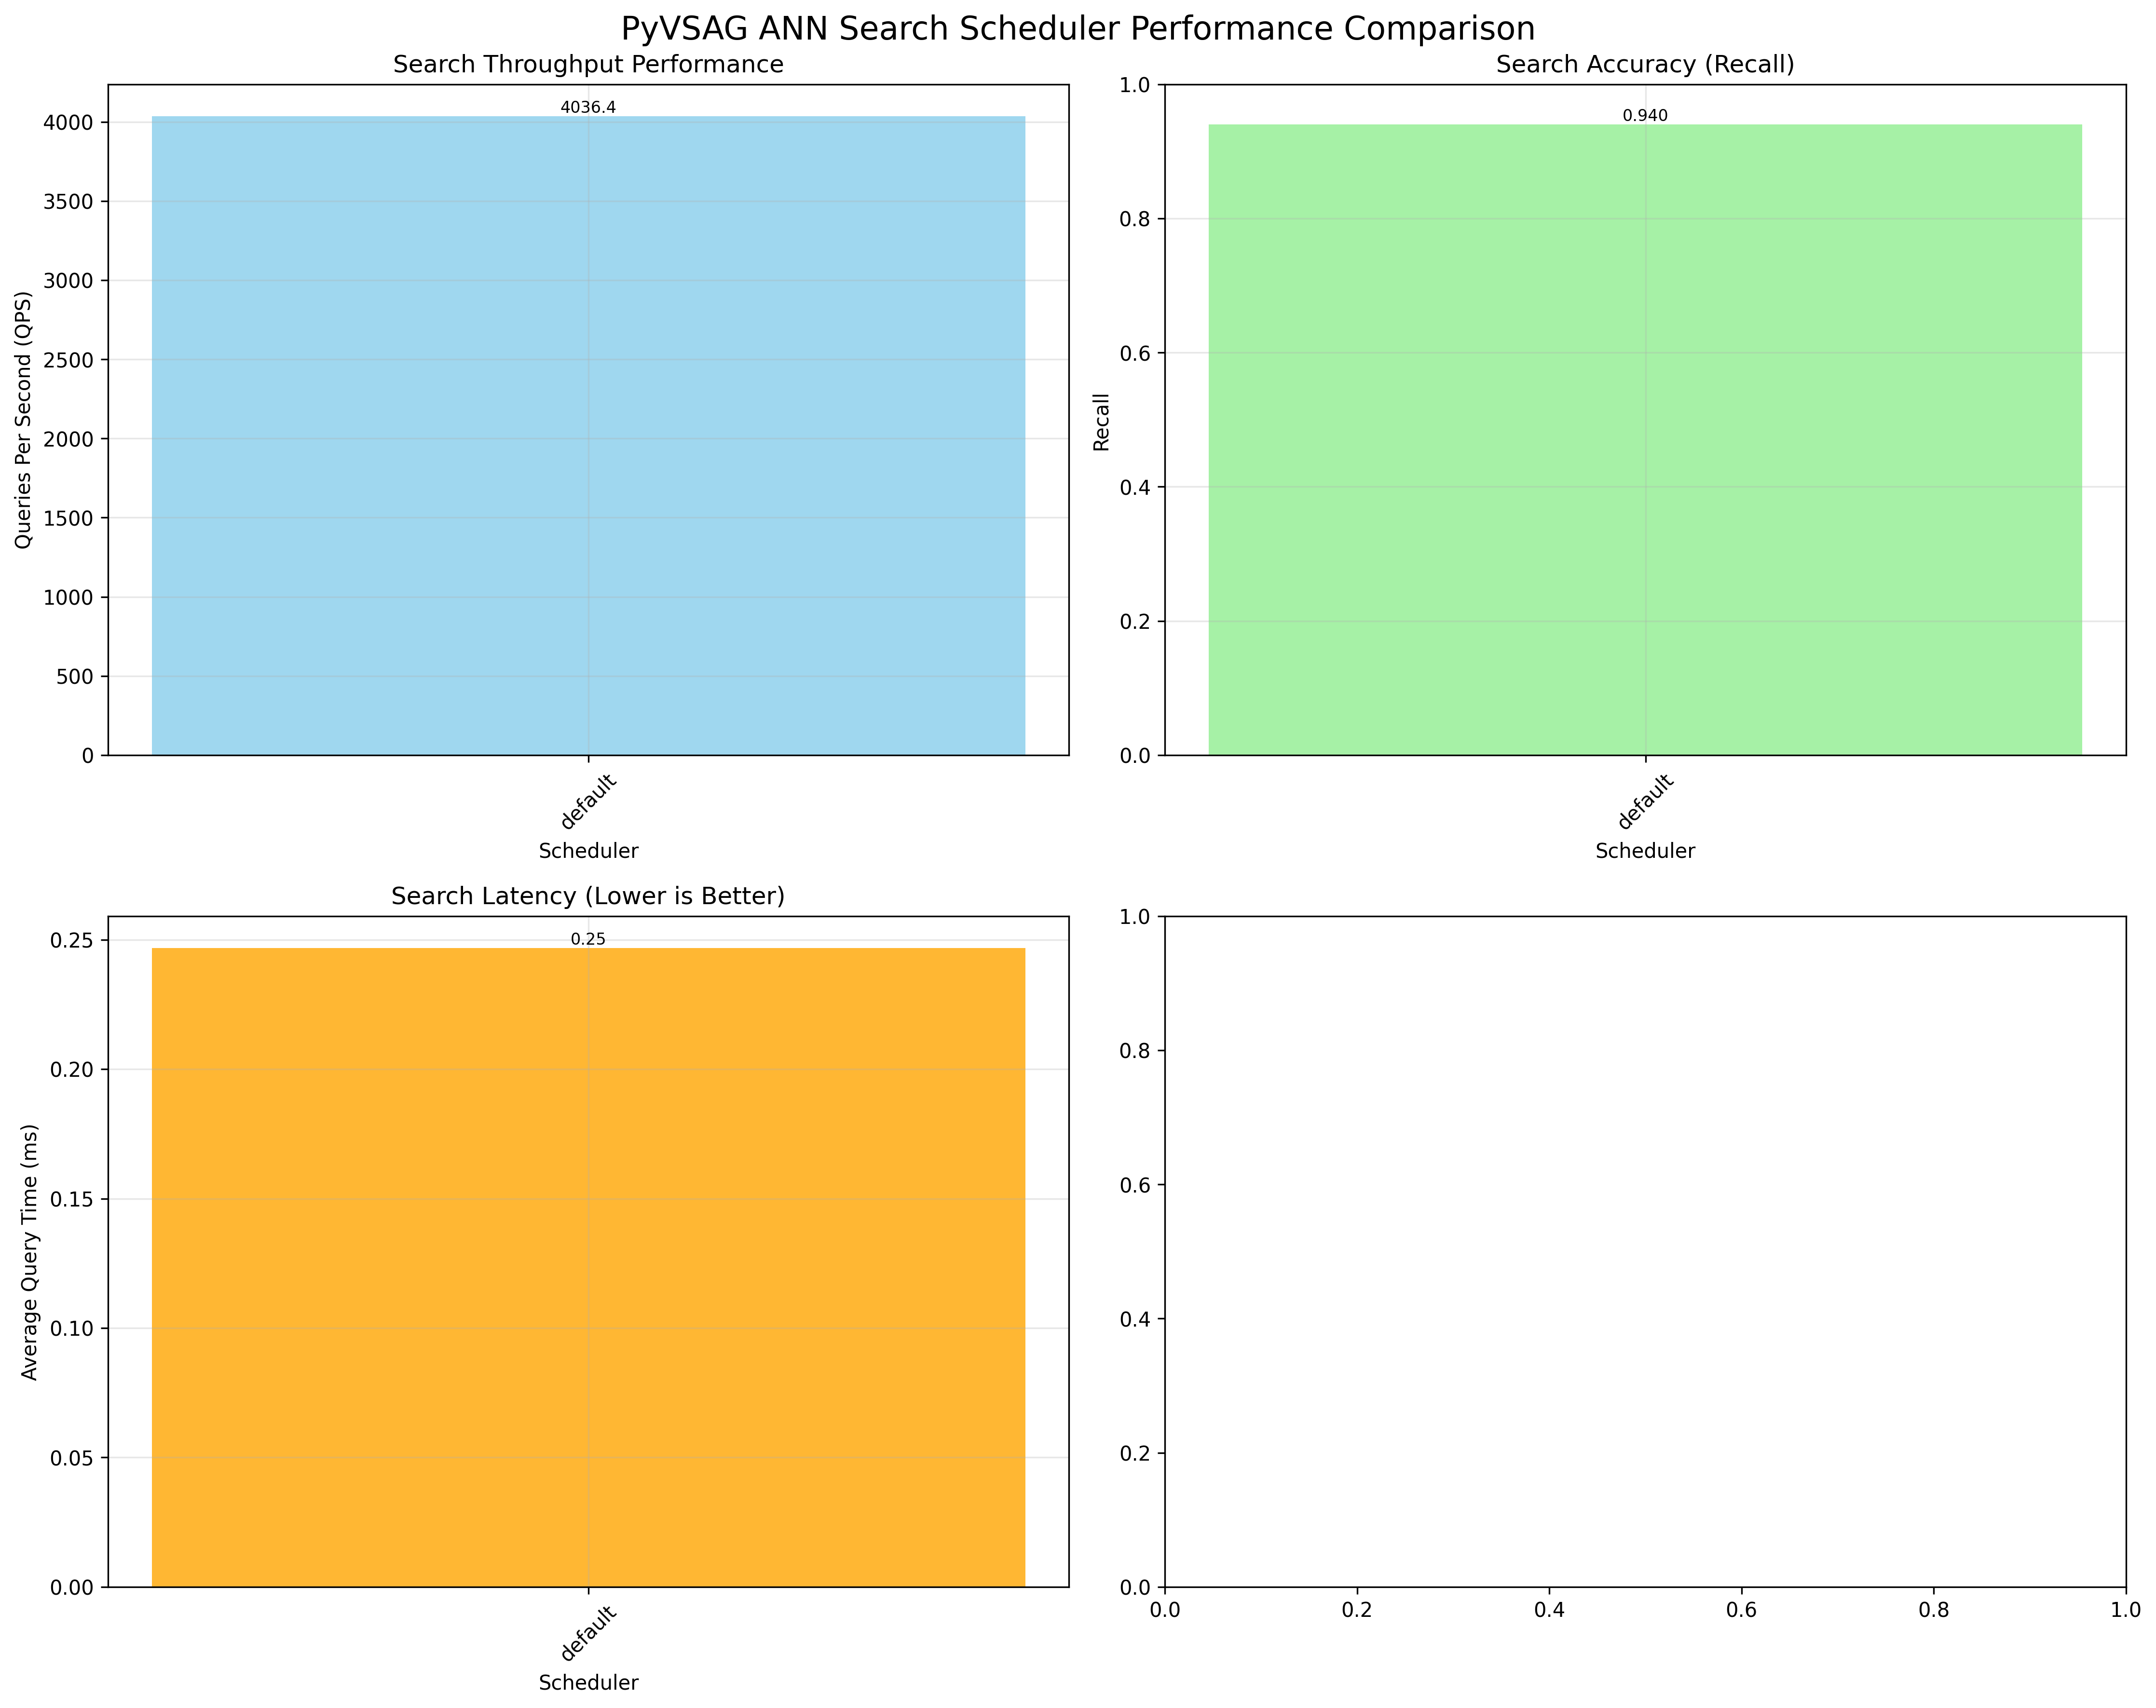 PyVSAG ANN Search Scheduler Performance Comparison
Search Throughput Performance
4036.4
4000
3500
3000
2500
2000
1500
1000
500
0
Queries Per Second (QPS)
default
Scheduler
Search Accuracy (Recall)
0.940
1.0
0.8
0.6
0.4
0.2
0.0
Recall
default
Scheduler
Search Latency (Lower is Better)
0.25
0.25
0.20
0.15
0.10
0.05
0.00
Average Query Time (ms)
default
Scheduler
1.0
0.8
0.6
0.4
0.2
0.0
0.0 0.2 0.4 0.6 0.8 1.0